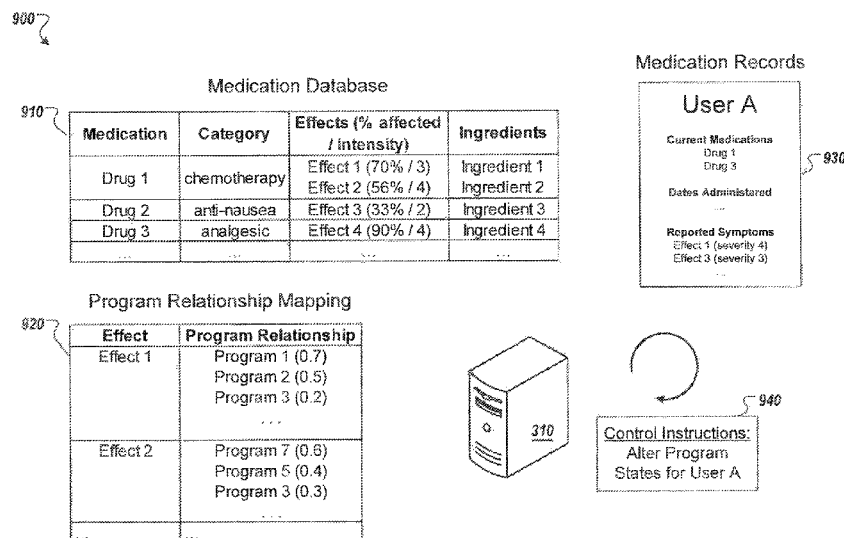 900
Medication Database
910
Medication Category Effects (% affected / intensity) Ingredients
Drug 1 chemotherapy Effect 1 (70% / 3) Ingredient 1
Effect 2 (56% / 4) Ingredient 2
Drug 2 anti-nausea Effect 3 (33% / 2) Ingredient 3
Drug 3 analgesic Effect 4 (90% / 4) Ingredient 4
... ... ... ...
Medication Records
User A
Current Medications
Drug 1
Drug 3
930
Dates Administered
...
Reported Symptoms
Effect 1 (severity 4)
Effect 3 (severity 3)
...
Program Relationship Mapping
920
Effect Program Relationship
Effect 1 Program 1 (0.7)
Program 2 (0.5)
Program 3 (0.2)
...
Effect 2 Program 7 (0.6)
Program 5 (0.4)
Program 3 (0.3)
...
310
940
Control Instructions:
Alter Program
States for User A